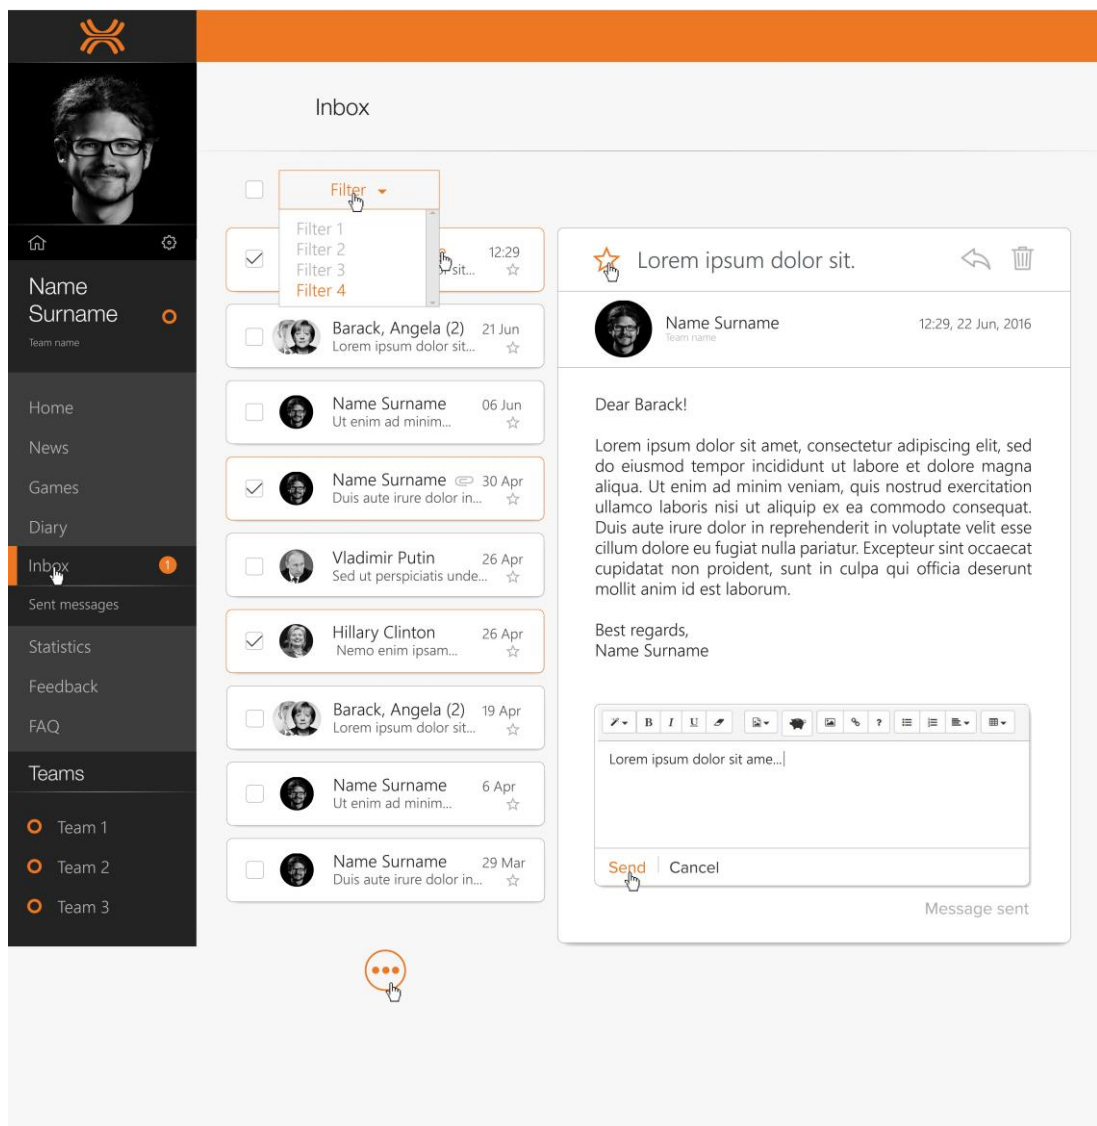 Inbox
Filter
Filter 1
Filter 2
Filter 3
Filter 4
Name
Surname
Team name
Home
News
Games
Diary
Inbox
1
Sent messages
Statistics
Feedback
FAQ
Teams
Team 1
Team 2
Team 3
12:29
sit...
Barack, Angela (2) 21 Jun
Lorem ipsum dolor sit...
Name Surname 06 Jun
Ut enim ad minim...
Name Surname 30 Apr
Duis aute irure dolor in...
Vladimir Putin 26 Apr
Sed ut perspiciatis unde...
Hillary Clinton 26 Apr
Nemo enim ipsam...
Barack, Angela (2) 19 Apr
Lorem ipsum dolor sit...
Name Surname 6 Apr
Ut enim ad minim...
Name Surname 29 Mar
Duis aute irure dolor in...
Lorem ipsum dolor sit.
Name Surname 12:29, 22 Jun, 2016
Team name
Dear Barack!
Lorem ipsum dolor sit amet, consectetur adipiscing elit, sed
do eiusmod tempor incididunt ut labore et dolore magna
aliqua. Ut enim ad minim veniam, quis nostrud exercitation
ullamco laboris nisi ut aliquip ex ea commodo consequat.
Duis aute irure dolor in reprehenderit in voluptate velit esse
cillum dolore eu fugiat nulla pariatur. Excepteur sint occaecat
cupidatat non proident, sunt in culpa qui officia deserunt
mollit anim id est laborum.
Best regards,
Name Surname
B I U ?
Lorem ipsum dolor sit ame...
Send Cancel
Message sent